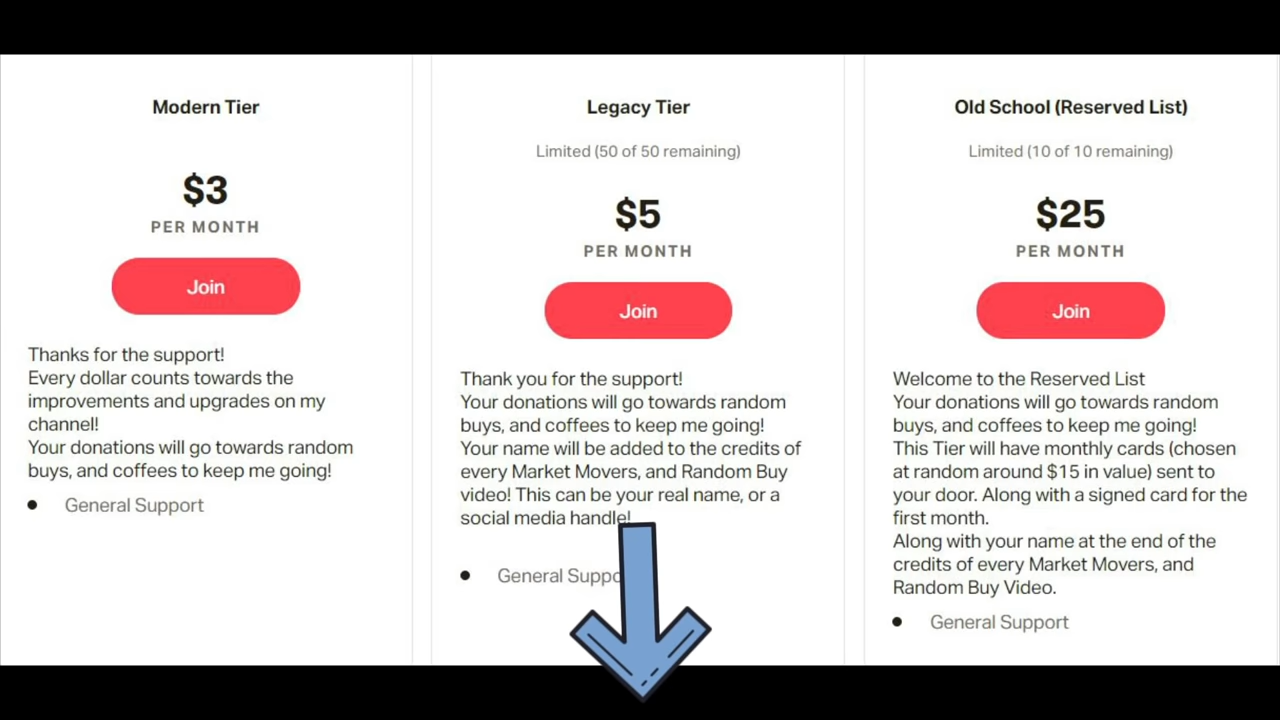 Modern Tier
$3
PER MONTH
Join
Thanks for the support!
Every dollar counts towards the
improvements and upgrades on my
channel!
Your donations will go towards random
buys, and coffees to keep me going!
General Support
Legacy Tier
Limited (50 of 50 remaining)
$5
PER MONTH
Join
Thank you for the support!
Your donations will go towards random
buys, and coffees to keep me going!
Your name will be added to the credits of
every Market Movers, and Random Buy
video! This can be your real name, or a
social media handle!
General Suppo
Old School (Reserved List)
Limited (10 of 10 remaining)
$25
PER MONTH
Join
Welcome to the Reserved List
Your donations will go towards random
buys, and coffees to keep me going!
This Tier will have monthly cards (chosen
at random around $15 in value) sent to
your door. Along with a signed card for the
first month.
Along with your name at the end of the
credits of every Market Movers, and
Random Buy Video.
General Support